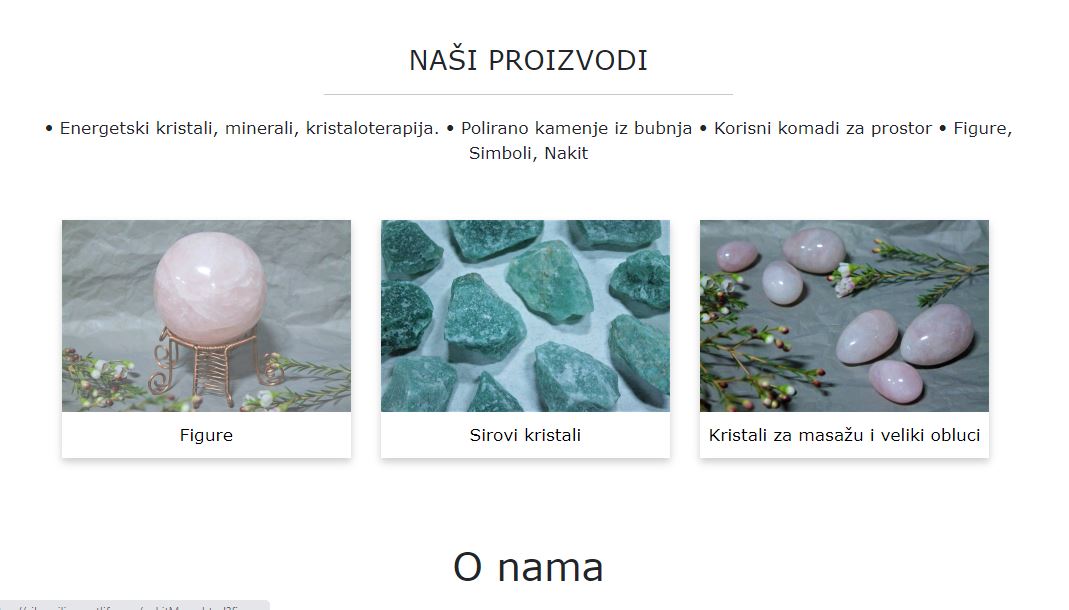 NAŠI PROIZVODI
• Energetski kristali, minerali, kristaloterapija. • Polirano kamenje iz bubnja • Korisni komadi za prostor • Figure,
Simboli, Nakit
Figure
Sirovi kristali
Kristali za masažu i veliki obluci
O nama